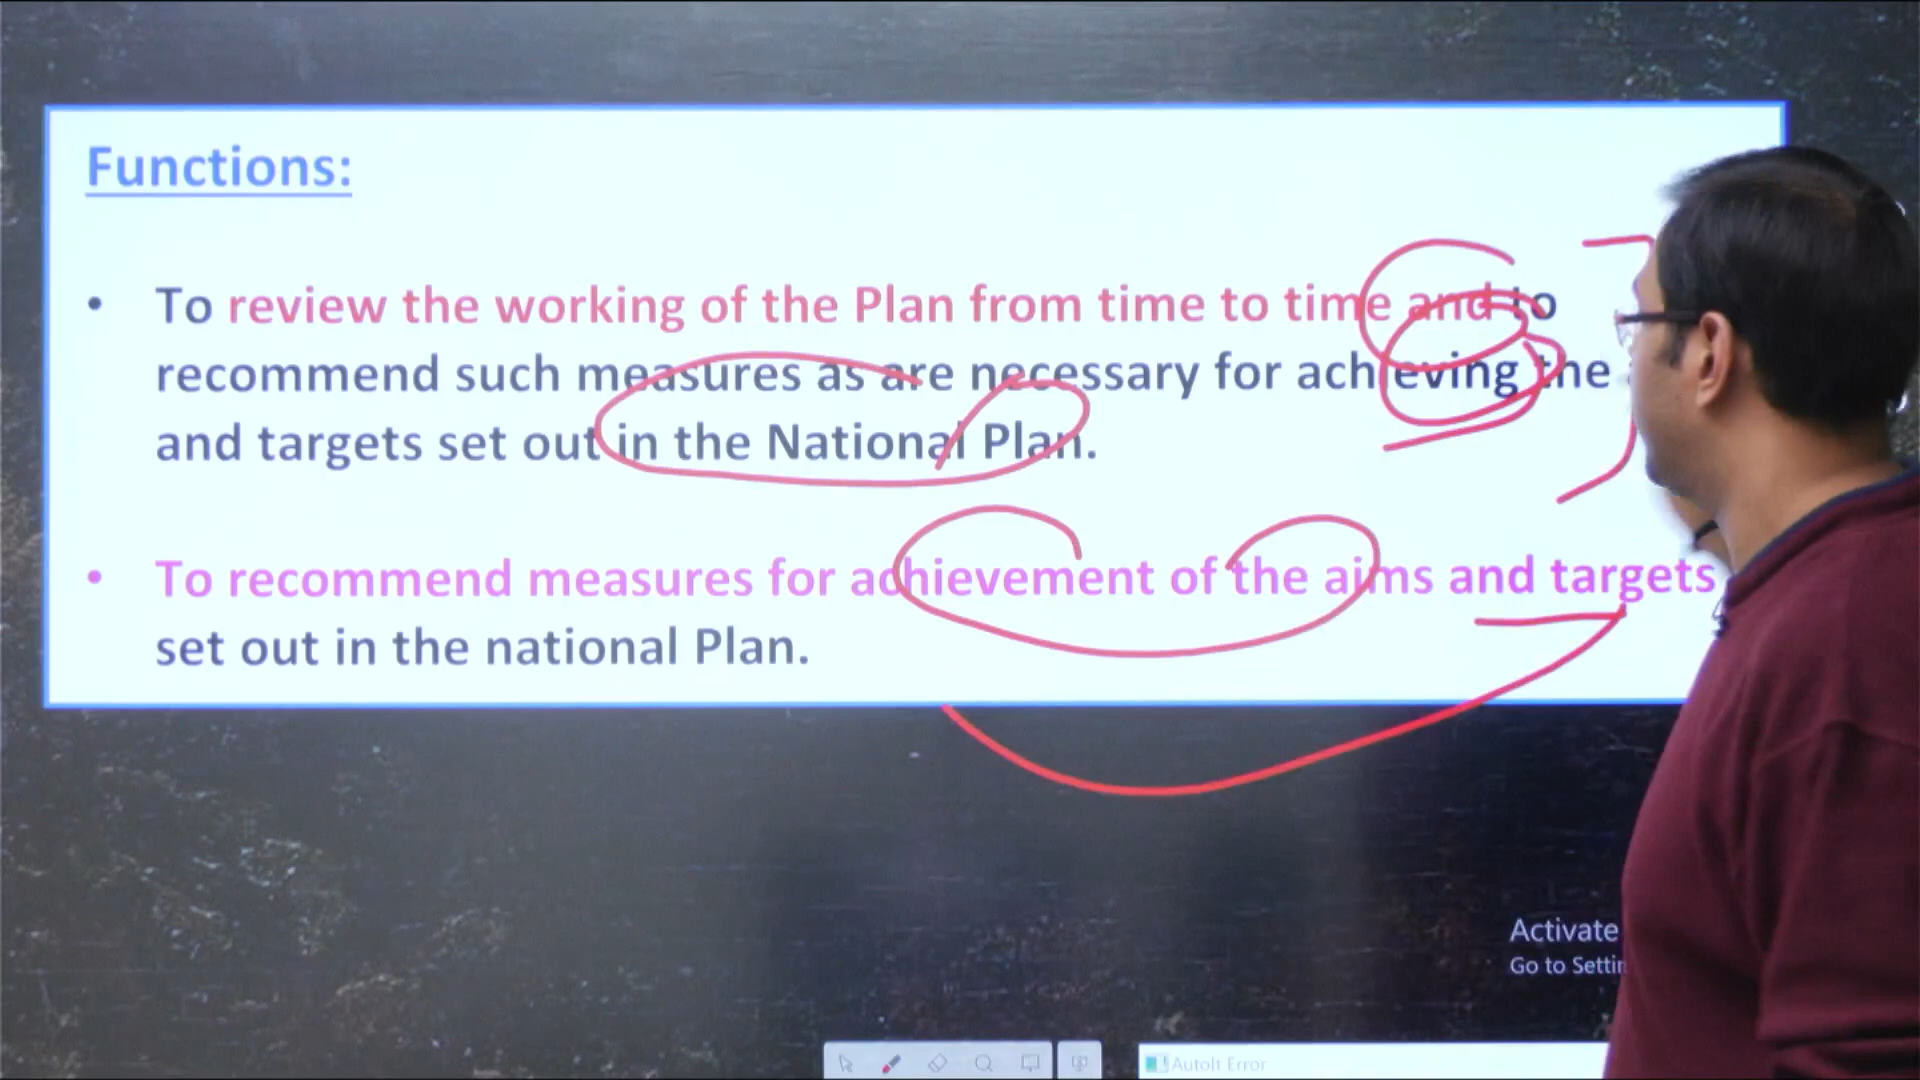 Functions:
• To review the working of the Plan from time to time and to
recommend such measures as are necessary for achieving the
and targets set out in the National Plan.
• To recommend measures for achievement of the aims and targets
set out in the national Plan.
Activate
Go to Settin
AutoIt Error